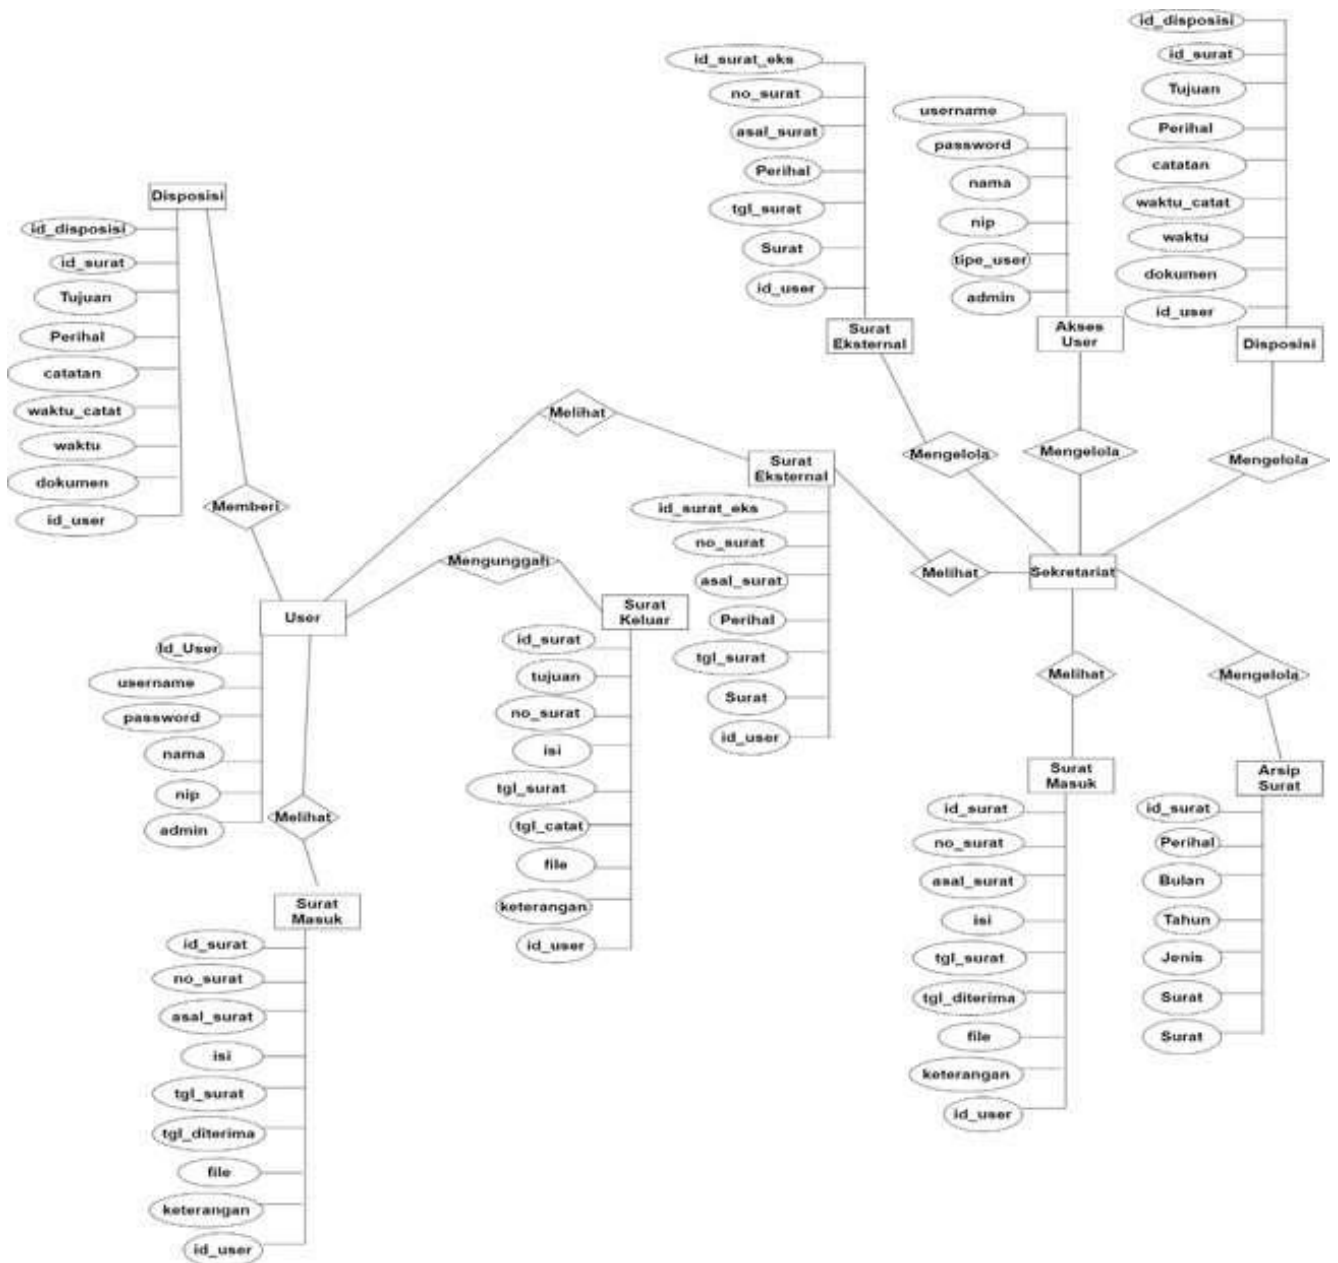 id_disposisi
id_surat
Tujuan
Perihal
catatan
waktu_catat
waktu
dokumen
id_user
Disposisi
id_surat_eks
no_surat
asal_surat
Perihal
tgl_surat
Surat
id_user
Surat
Eksternal
username
password
nama
nip
tipe_user
admin
Akses
User
Mengelola
Mengelola
Mengelola
Disposisi
id_disposisi
id_surat
Tujuan
Perihal
catatan
waktu_catat
waktu
dokumen
id_user
Memberi
Melihat
Surat
Eksternal
id_surat_eks
no_surat
asal_surat
Perihal
tgl_surat
Surat
id_user
Melihat
Sekretariat
Mengunggah
Surat
Keluar
id_surat
tujuan
no_surat
isi
tgl_surat
tgl_catat
file
keterangan
id_user
User
Id_User
username
password
nama
nip
admin
Melihat
Surat
Masuk
id_surat
no_surat
asal_surat
isi
tgl_surat
tgl_diterima
file
keterangan
id_user
Melihat
Surat
Masuk
id_surat
no_surat
asal_surat
isi
tgl_surat
tgl_diterima
file
keterangan
id_user
Mengelola
Arsip
Surat
id_surat
Perihal
Bulan
Tahun
Jenis
Surat
Surat